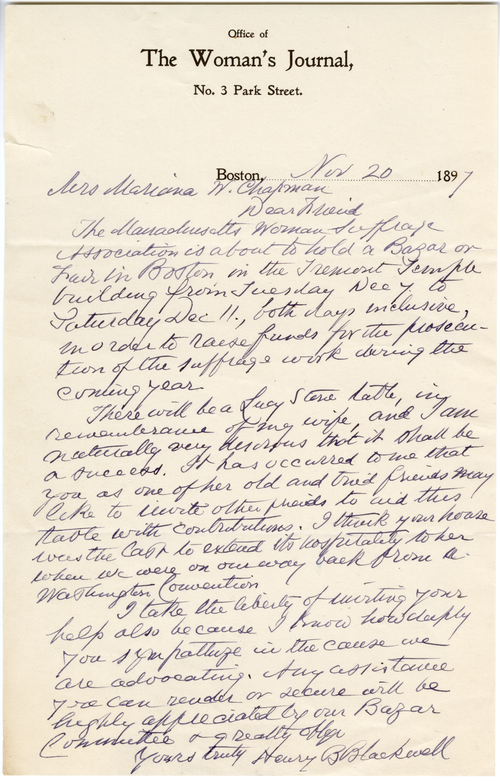 Office of
The Woman's Journal,
No. 3 Park Street.
Boston, Nov 20 1897
Mrs Mariana W. Chapman
Dear Friend
The Massachusetts Woman Suffrage
Association is about to hold a Bazar or
Fair in Boston in the Tremont Temple
building from Tuesday Dec 7 to
Saturday Dec 11., both days inclusive,
in order to raise funds for the prosecu-
tion of the suffrage work during the
coming year.
There will be a Lucy Stone table, in
remembrance of my wife, and I am
naturally very desirous that it shall be
a success. It has occurred to me that
you as one of her old and tried friends may
like to invite other friends to aid this
table with contributions. I think your house
was the last to extend its hospitality to her
when we were on our way back from a
Washington Convention
I take the liberty of inviting your
help also because I know how deeply
you sympathize in the cause we
are advocating. Any assistance
you can render or secure will be
highly appreciated by our Bazar
Committee & greatly
Yours truly Henry B Blackwell